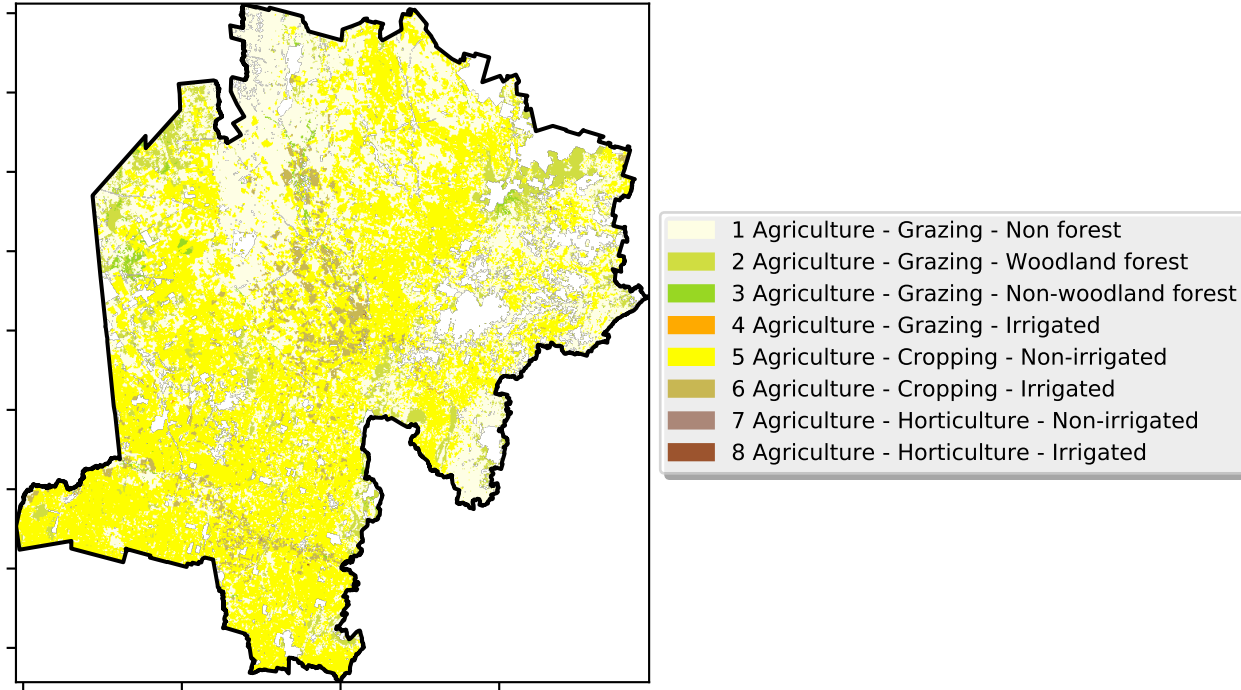 1 Agriculture - Grazing - Non forest
2 Agriculture - Grazing - Woodland forest
3 Agriculture - Grazing - Non-woodland forest
4 Agriculture - Grazing - Irrigated
5 Agriculture - Cropping - Non-irrigated
6 Agriculture - Cropping - Irrigated
7 Agriculture - Horticulture - Non-irrigated
8 Agriculture - Horticulture - Irrigated